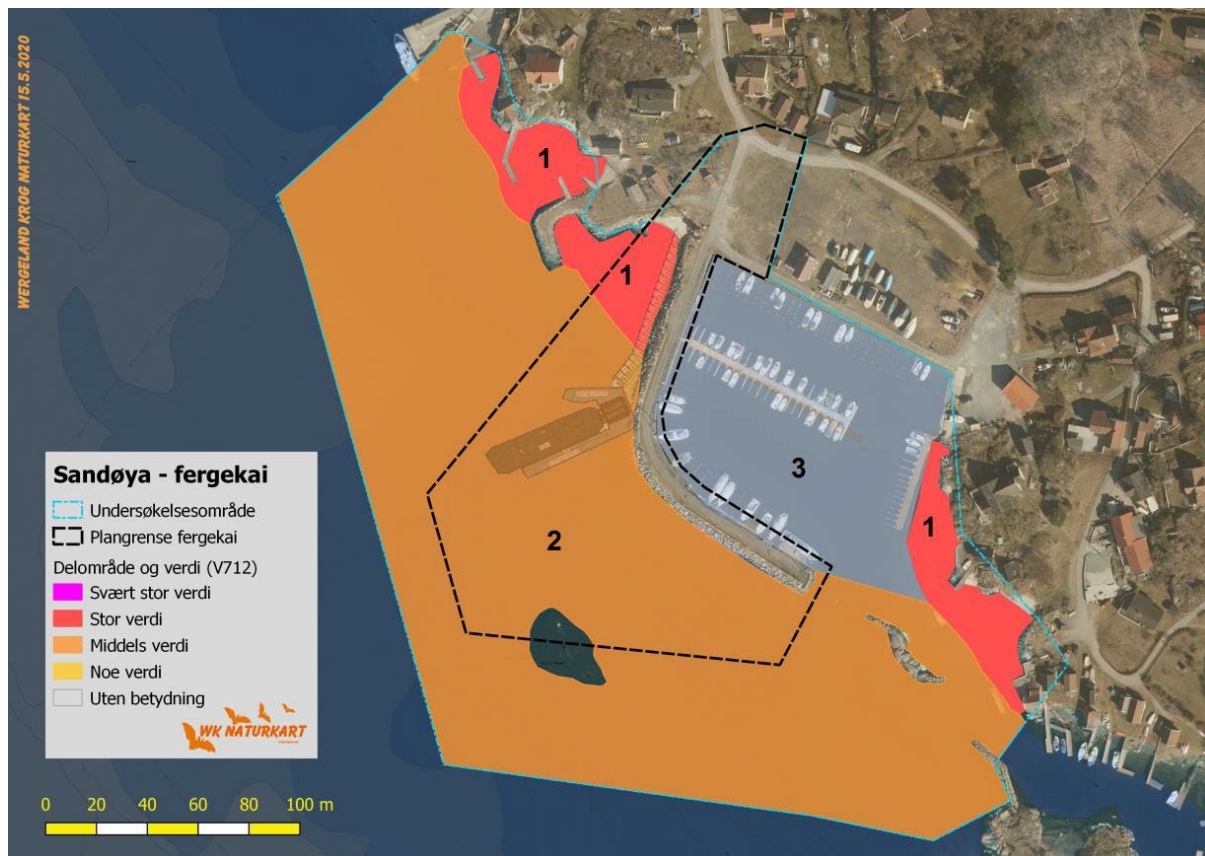 WERGELAND KROG NATURKART 15.5.2020
1
1
3
1
2
Sandøya - fergekai
Undersøkelsesområde
Plangrense fergekai
Delområde og verdi (V712)
Svært stor verdi
Stor verdi
Middels verdi
Noe verdi
Uten betydning
WK NATURKART
0 20 40 60 80 100 m